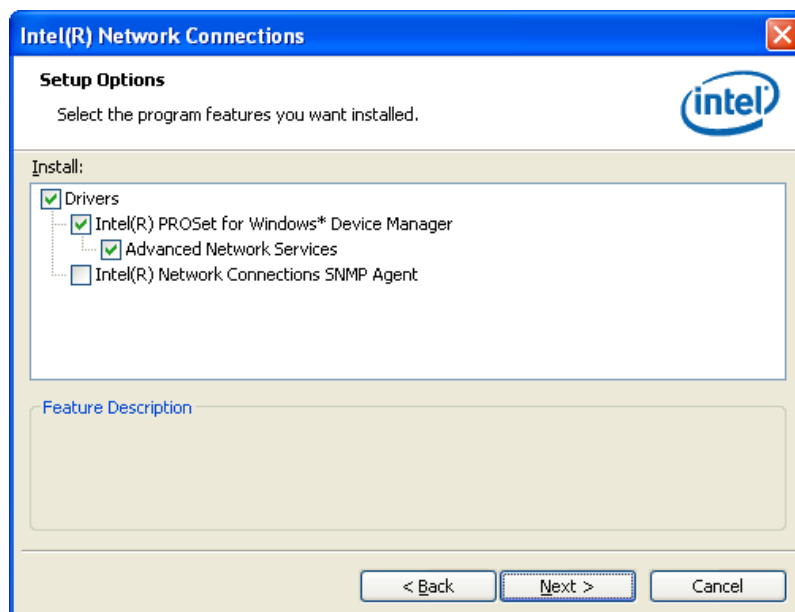 Intel(R) Network Connections
Setup Options
Select the program features you want installed.
intel
Install:
Drivers
Intel(R) PROSet for Windows* Device Manager
Advanced Network Services
Intel(R) Network Connections SNMP Agent
Feature Description
< Back
Next >
Cancel